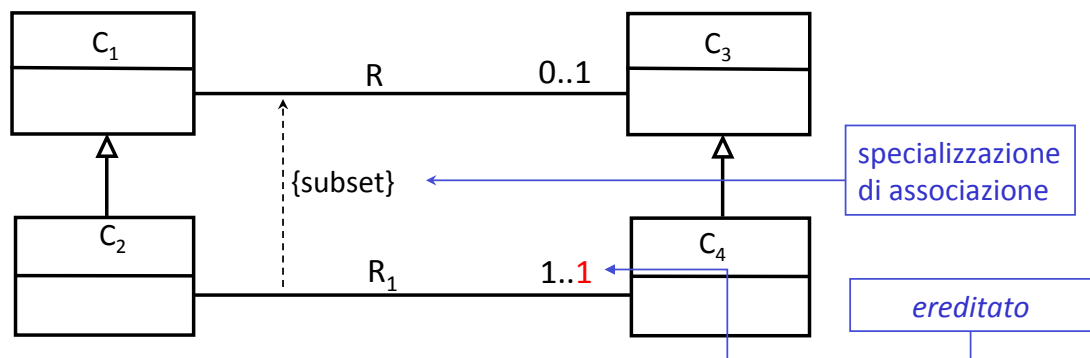 C₁
C₃
R
0..1
{subset}
specializzazione
di associazione
C₂
C₄
R₁
1..1
ereditato